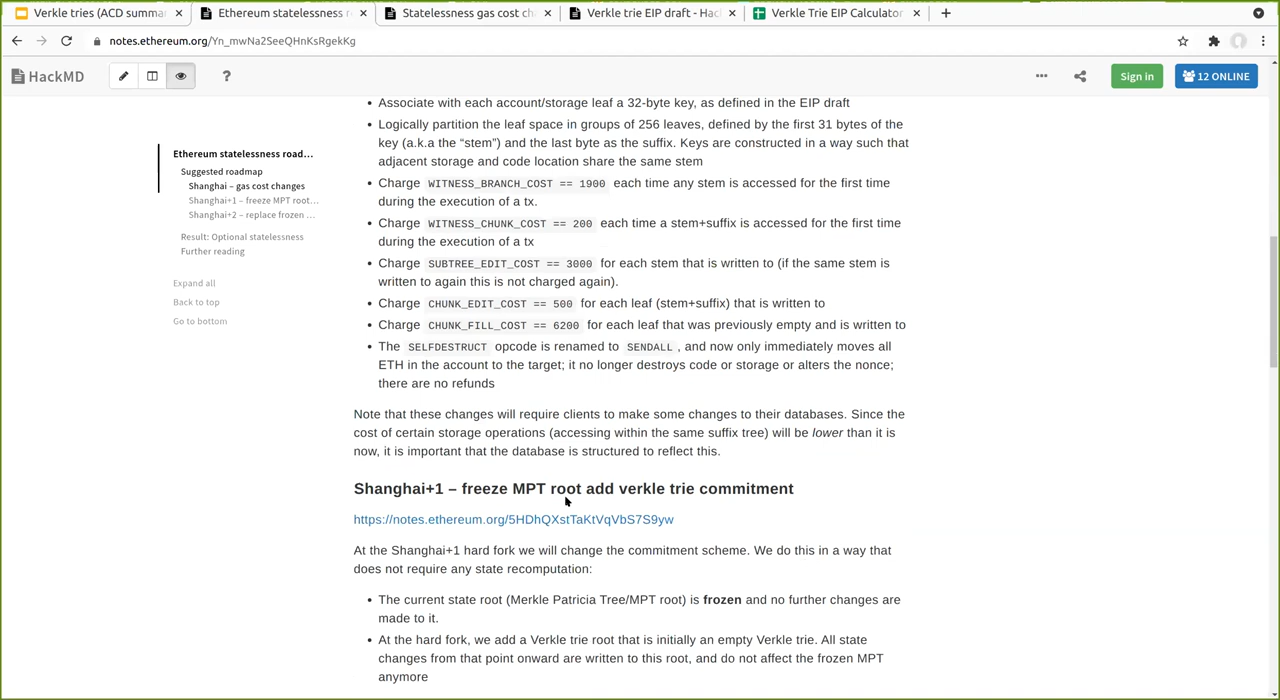 Verkle tries (ACD summa
Ethereum statelessness r
Statelessness gas cost ch
Verkle trie EIP draft - Hac
Verkle Trie EIP Calculator
notes.ethereum.org/Yn_mwNa2SeeQHnKsRgekKg
HackMD
?
Sign in
12 ONLINE
Ethereum statelessness road…
Suggested roadmap
Shanghai – gas cost changes
Shanghai+1 – freeze MPT root…
Shanghai+2 – replace frozen …
Result: Optional statelessness
Further reading
Expand all
Back to top
Go to bottom
• Associate with each account/storage leaf a 32-byte key, as defined in the EIP draft
• Logically partition the leaf space in groups of 256 leaves, defined by the first 31 bytes of the
key (a.k.a the “stem”) and the last byte as the suffix. Keys are constructed in a way such that
adjacent storage and code location share the same stem
• Charge WITNESS_BRANCH_COST == 1900 each time any stem is accessed for the first time
during the execution of a tx.
• Charge WITNESS_CHUNK_COST == 200 each time a stem+suffix is accessed for the first time
during the execution of a tx
• Charge SUBTREE_EDIT_COST == 3000 for each stem that is written to (if the same stem is
written to again this is not charged again).
• Charge CHUNK_EDIT_COST == 500 for each leaf (stem+suffix) that is written to
• Charge CHUNK_FILL_COST == 6200 for each leaf that was previously empty and is written to
• The SELFDESTRUCT opcode is renamed to SENDALL, and now only immediately moves all
ETH in the account to the target; it no longer destroys code or storage or alters the nonce;
there are no refunds
Note that these changes will require clients to make some changes to their databases. Since the
cost of certain storage operations (accessing within the same suffix tree) will be lower than it is
now, it is important that the database is structured to reflect this.
Shanghai+1 – freeze MPT root add verkle trie commitment
https://notes.ethereum.org/5HDhQXstTaKtVqVbS7S9yw
At the Shanghai+1 hard fork we will change the commitment scheme. We do this in a way that
does not require any state recomputation:
• The current state root (Merkle Patricia Tree/MPT root) is frozen and no further changes are
made to it.
• At the hard fork, we add a Verkle trie root that is initially an empty Verkle trie. All state
changes from that point onward are written to this root, and do not affect the frozen MPT
anymore